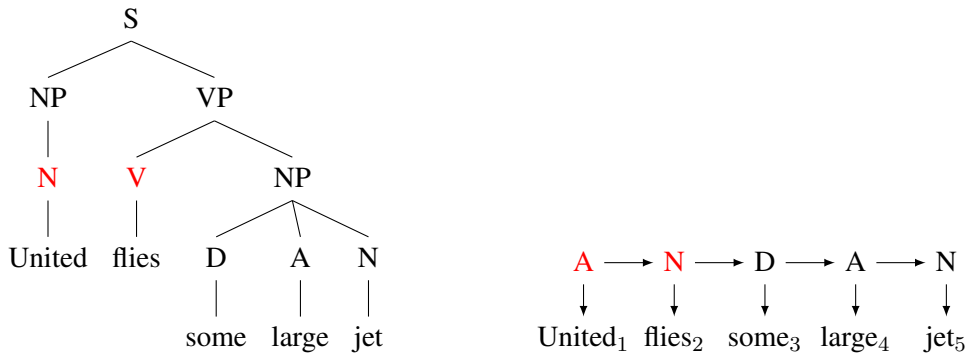 S
NP VP
N V NP
United flies D A N
some large jet
A N D A N
United₁ flies₂ some₃ large₄ jet₅